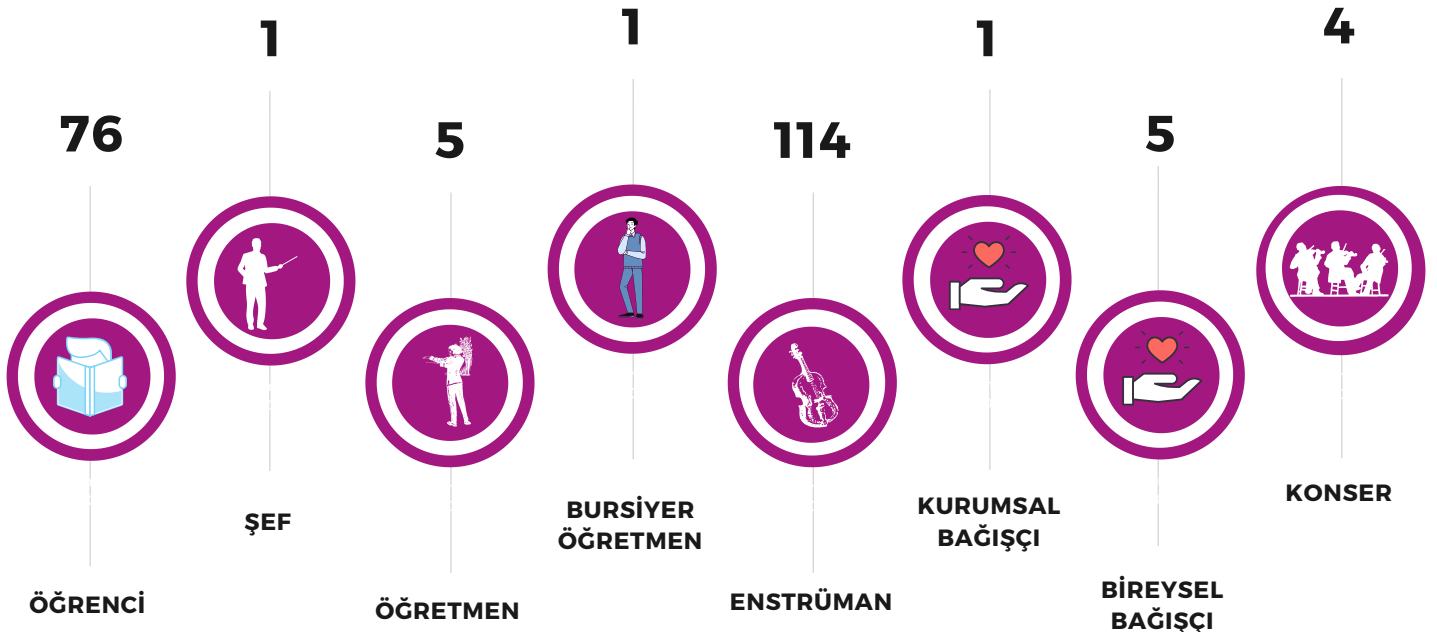 76
ÖĞRENCİ
1
ŞEF
5
ÖĞRETMEN
1
BURSİYER
ÖĞRETMEN
114
ENSTRÜMAN
1
KURUMSAL
BAĞIŞÇI
5
BİREYSEL
BAĞIŞÇI
4
KONSER